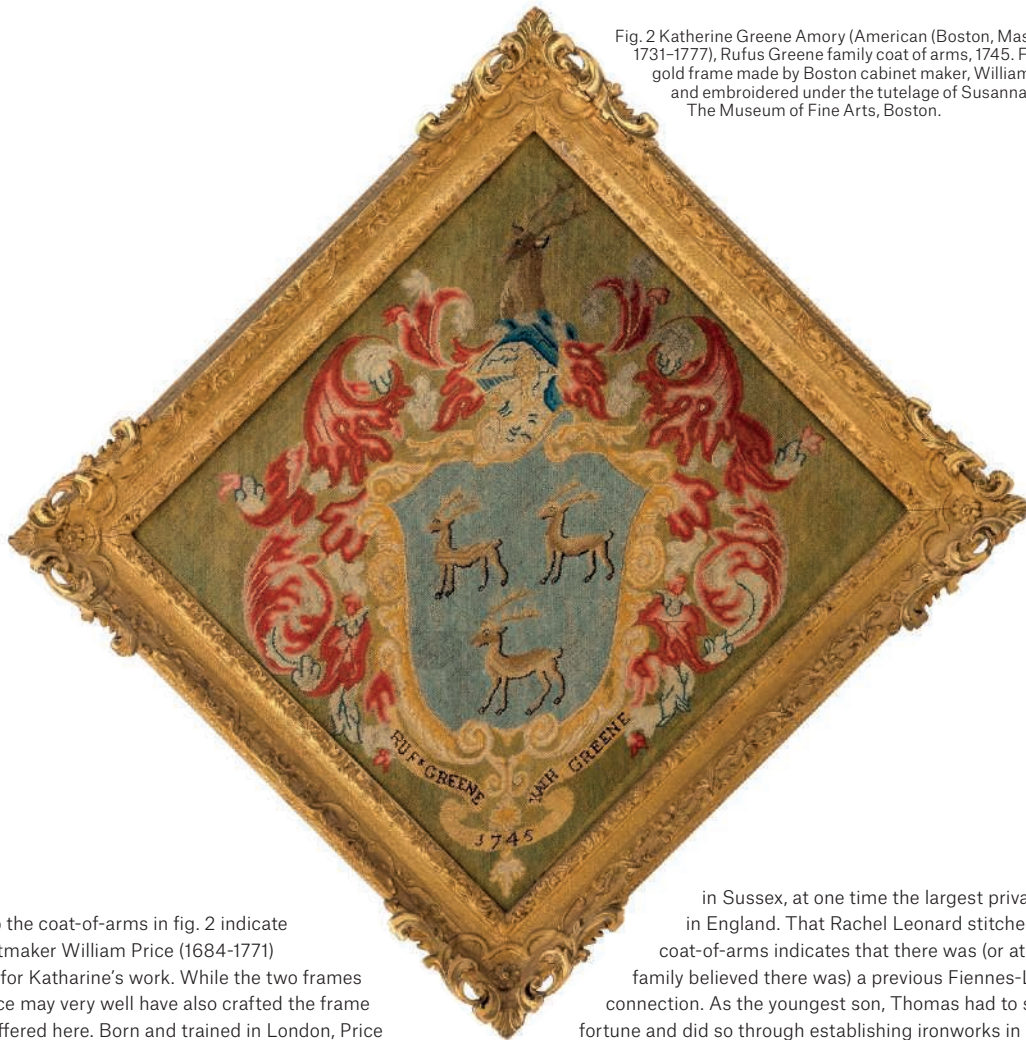 Fig. 2 Katherine Greene Amory (American (Boston, Mas
1731–1777), Rufus Greene family coat of arms, 1745. F
gold frame made by Boston cabinet maker, William
and embroidered under the tutelage of Susanna
The Museum of Fine Arts, Boston.
RUFˢ GREENE
KATH GREENE
1745
o the coat-of-arms in fig. 2 indicate
tmaker William Price (1684-1771)
for Katharine's work. While the two frames
ce may very well have also crafted the frame
ffered here. Born and trained in London, Price
in Sussex, at one time the largest priva
in England. That Rachel Leonard stitche
coat-of-arms indicates that there was (or at
family believed there was) a previous Fiennes-L
connection. As the youngest son, Thomas had to s
fortune and did so through establishing ironworks in